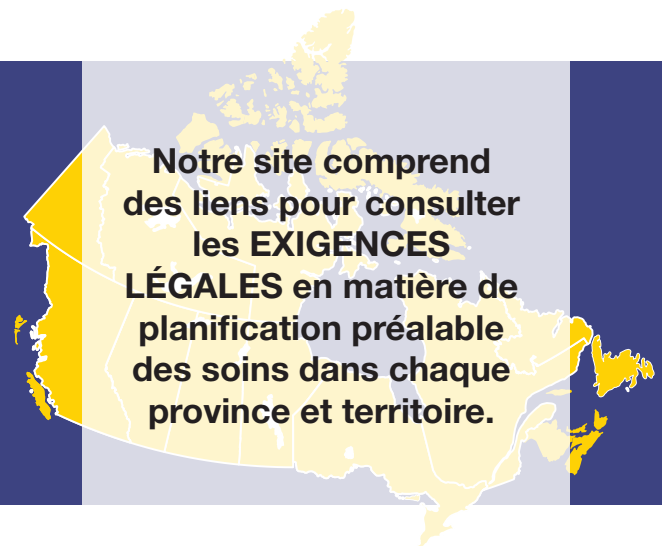 Notre site comprend
des liens pour consulter
les EXIGENCES
LÉGALES en matière de
planification préalable
des soins dans chaque
province et territoire.